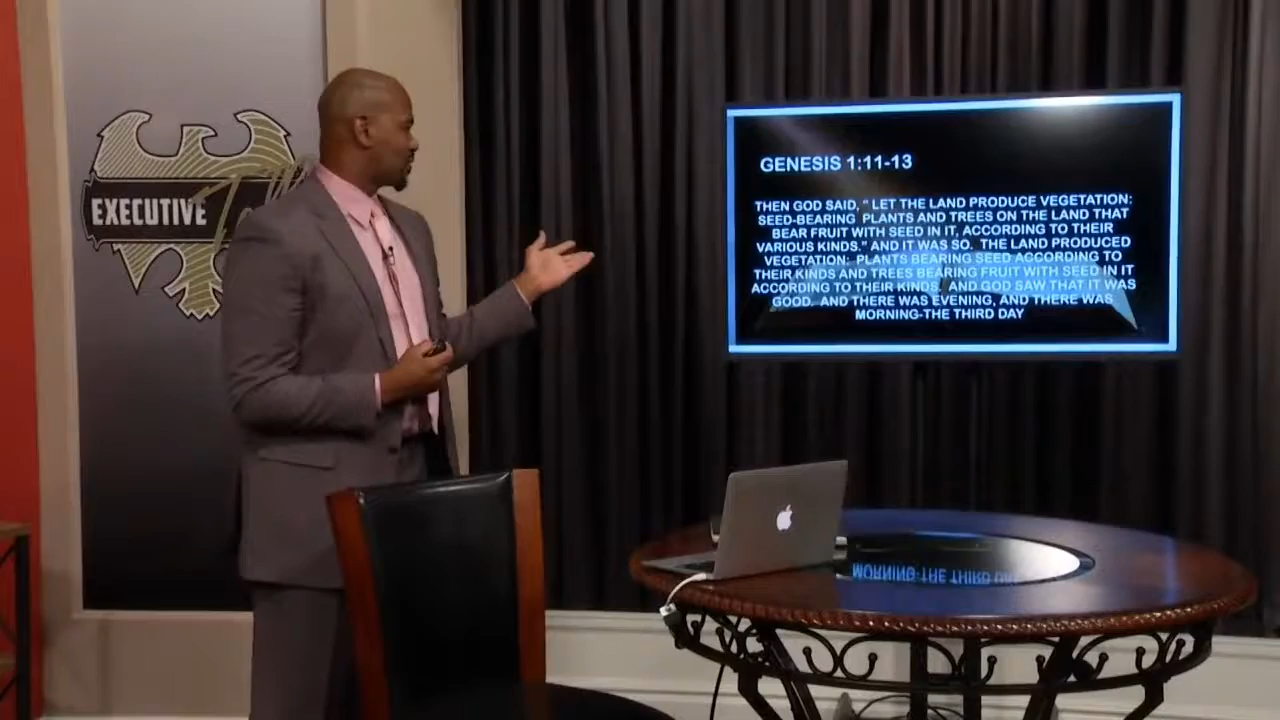 EXECUTIVE
Talk
GENESIS 1:11-13
THEN GOD SAID, " LET THE LAND PRODUCE VEGETATION:
SEED-BEARING PLANTS AND TREES ON THE LAND THAT
BEAR FRUIT WITH SEED IN IT, ACCORDING TO THEIR
VARIOUS KINDS." AND IT WAS SO. THE LAND PRODUCED
VEGETATION: PLANTS BEARING SEED ACCORDING TO
THEIR KINDS AND TREES BEARING FRUIT WITH SEED IN IT
ACCORDING TO THEIR KINDS. AND GOD SAW THAT IT WAS
GOOD. AND THERE WAS EVENING, AND THERE WAS
MORNING-THE THIRD DAY